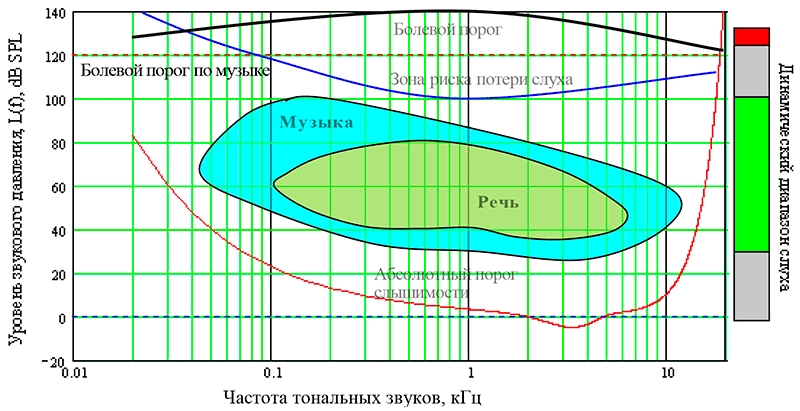 140
120
100
80
60
40
20
0
−20
Уровень звукового давления, L(f), dB SPL
Болевой порог
Болевой порог по музыке
Зона риска потери слуха
Музыка
Речь
Абсолютный порог
слышимости
0.01
0.1
1
10
Частота тональных звуков, кГц
Динамический диапазон слуха